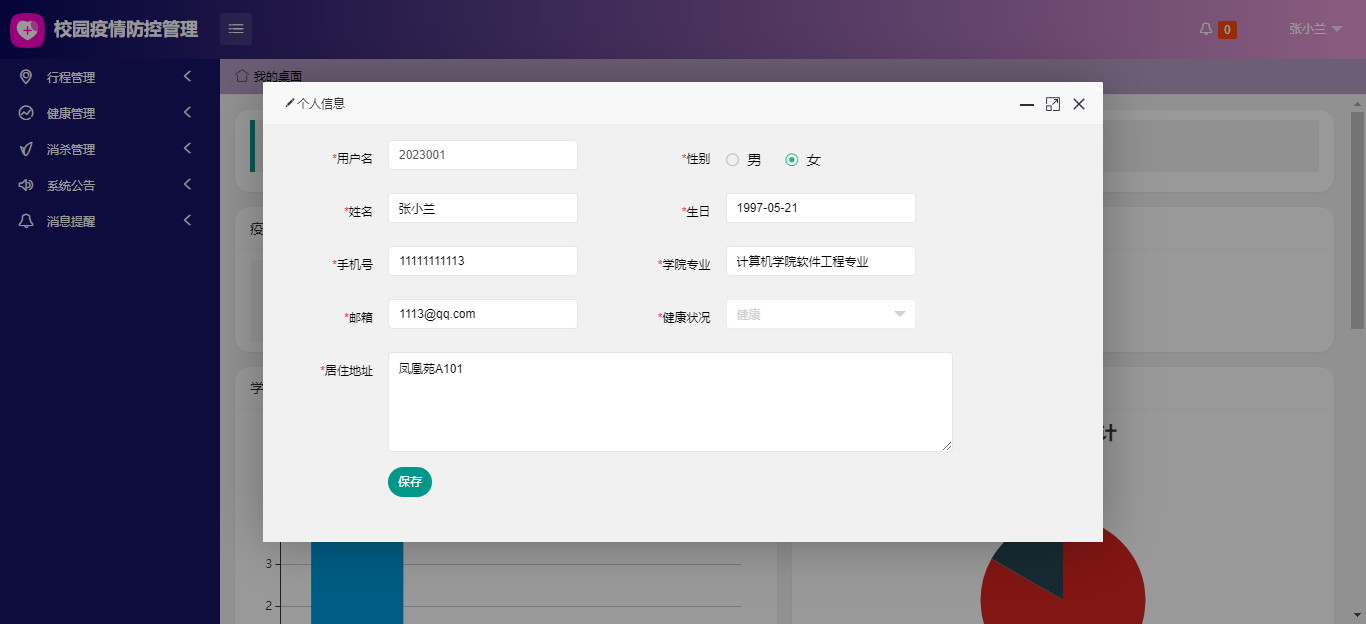 校园疫情防控管理
0
张小兰
行程管理
健康管理
消杀管理
系统公告
消息提醒
我的桌面
个人信息
*用户名 2023001 *性别 男 女
*姓名 张小兰 *生日 1997-05-21
*手机号 11111111113 *学院专业 计算机学院软件工程专业
*邮箱 1113@qq.com *健康状况 健康
*居住地址 凤凰苑A101
保存
疫
学
计
3
2